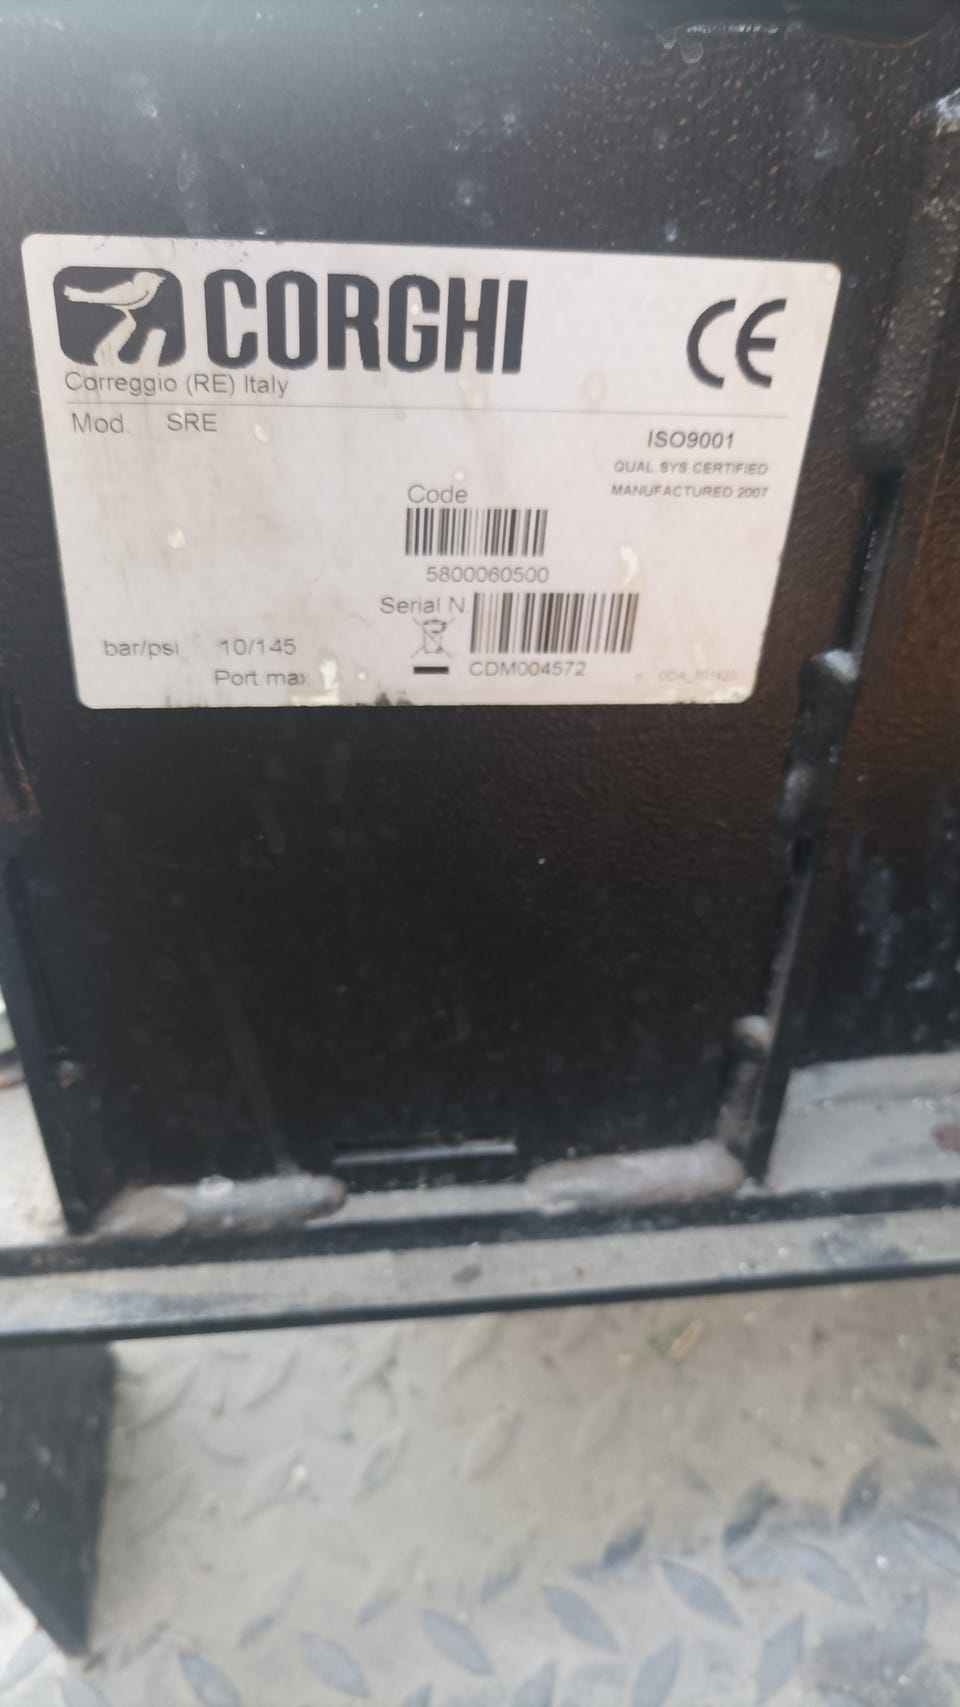 CORGHI
CE
Correggio (RE) Italy
Mod. SRE
ISO9001
QUAL.SYS.CERTIFIED
MANUFACTURED 2007
Code
5800060500
Serial N.
CDM004572
bar/psi 10/145
Port.max